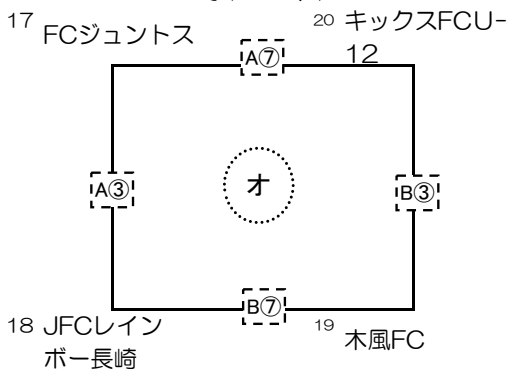 17 FCジュントス
20 キックスFCU-
12
A⑦
A③
オ
B③
B⑦
18 JFCレイン
ボー長崎
19 木風FC